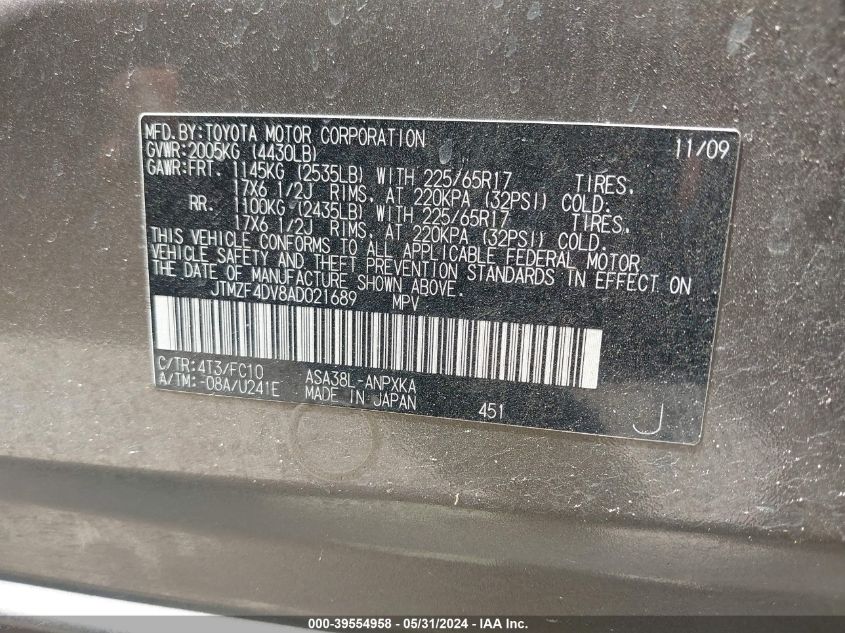 MFD.BY:TOYOTA MOTOR CORPORATION 11/09
GVWR:2005KG (4430LB)
GAWR:FRT. 1145KG (2535LB) WITH 225/65R17 TIRES,
17X6 1/2J RIMS, AT 220KPA (32PSI) COLD.
RR. 1100KG (2435LB) WITH 225/65R17 TIRES,
17X6 1/2J RIMS, AT 220KPA (32PSI) COLD.
THIS VEHICLE CONFORMS TO ALL APPLICABLE FEDERAL MOTOR
VEHICLE SAFETY AND THEFT PREVENTION STANDARDS IN EFFECT ON
THE DATE OF MANUFACTURE SHOWN ABOVE.
JTMZF4DV8AD021689 MPV
C/TR:4T3/FC10 ASA38L-ANPXKA
A/TM:-08A/U241E MADE IN JAPAN 451 J
000-39554958 - 05/31/2024 - IAA Inc.